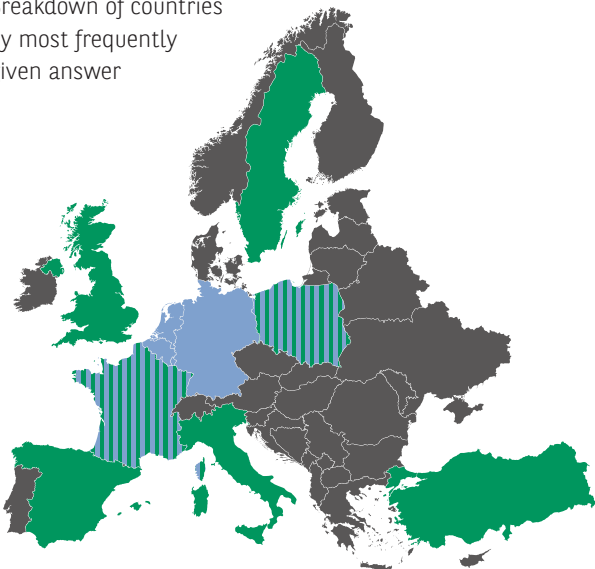 reakdown of countries
y most frequently
iven answer